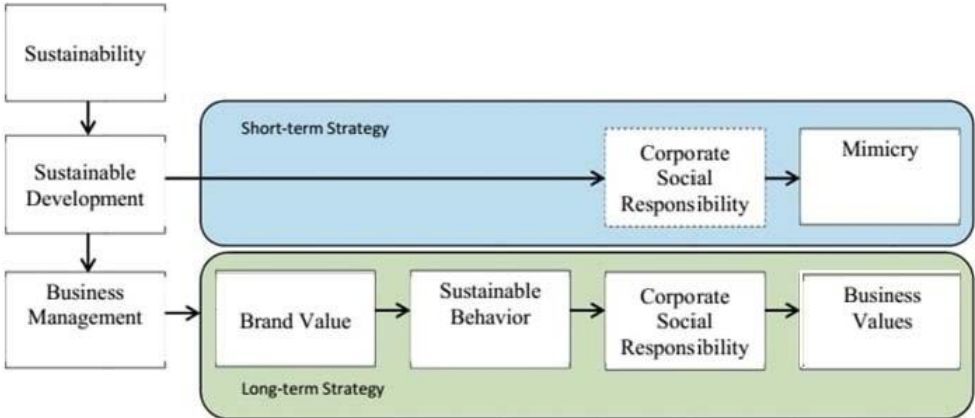 Sustainability
Short-term Strategy
Sustainable
Development
Corporate
Social
Responsibility
Mimicry
Business
Management
Brand Value
Sustainable
Behavior
Corporate
Social
Responsibility
Business
Values
Long-term Strategy